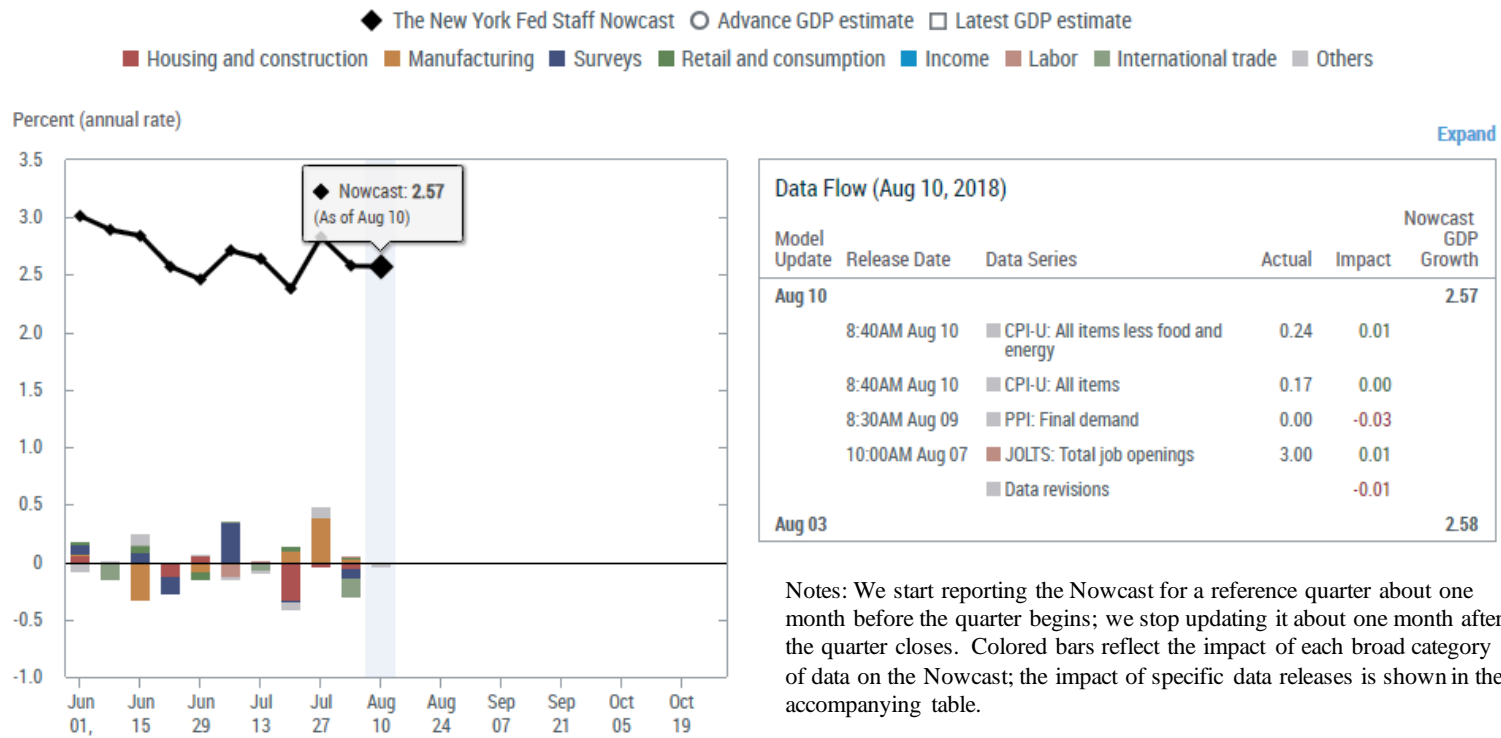 The New York Fed Staff Nowcast Advance GDP estimate Latest GDP estimate
Housing and construction Manufacturing Surveys Retail and consumption Income Labor International trade Others
Percent (annual rate)
3.5
3.0
2.5
2.0
1.5
1.0
0.5
0
-0.5
-1.0
Nowcast: 2.57
(As of Aug 10)
Jun 01,
Jun 15
Jun 29
Jul 13
Jul 27
Aug 10
Aug 24
Sep 07
Sep 21
Oct 05
Oct 19
Expand
Data Flow (Aug 10, 2018)
Model Update Release Date Data Series Actual Impact Nowcast GDP Growth
Aug 10 2.57
8:40AM Aug 10 CPI-U: All items less food and energy 0.24 0.01
8:40AM Aug 10 CPI-U: All items 0.17 0.00
8:30AM Aug 09 PPI: Final demand 0.00 -0.03
10:00AM Aug 07 JOLTS: Total job openings 3.00 0.01
Data revisions -0.01
Aug 03 2.58
Notes: We start reporting the Nowcast for a reference quarter about one
month before the quarter begins; we stop updating it about one month after
the quarter closes. Colored bars reflect the impact of each broad category
of data on the Nowcast; the impact of specific data releases is shown in the
accompanying table.